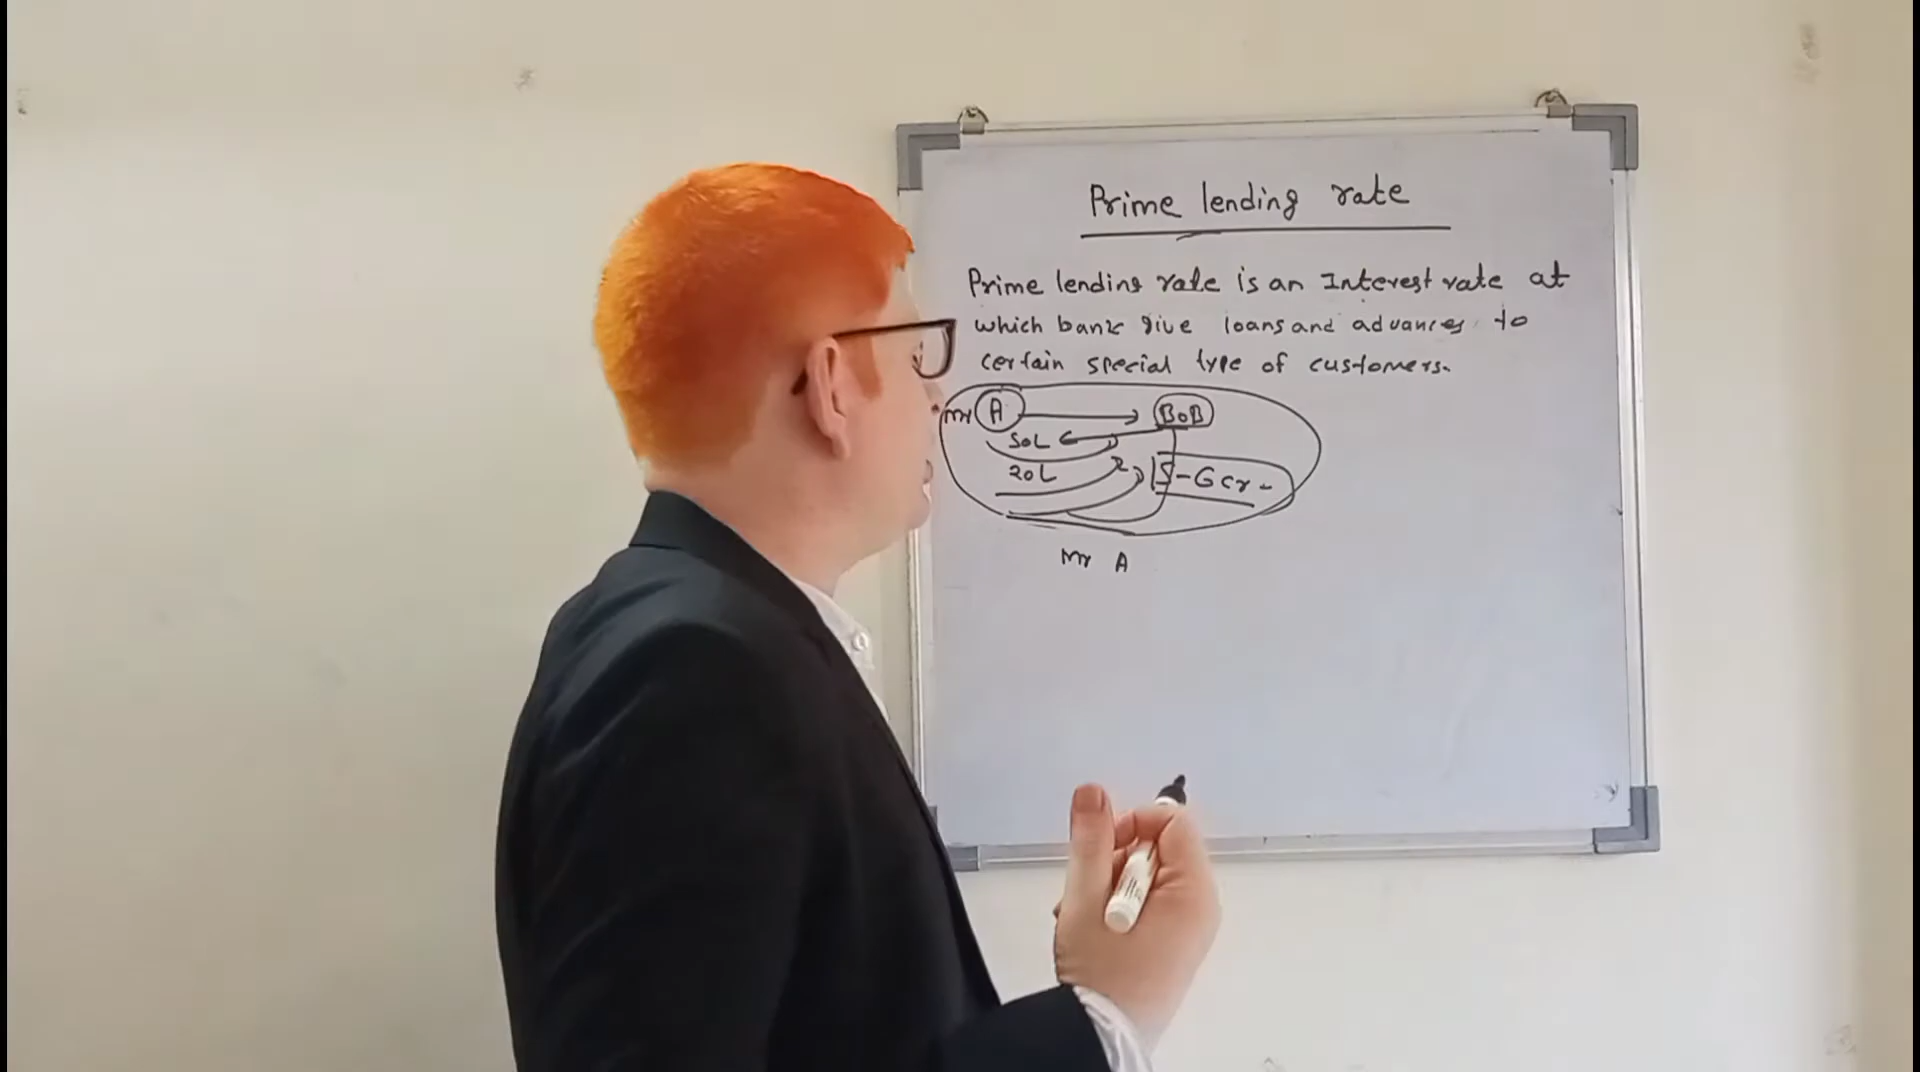 Prime lending rate
Prime lending rate is an Interest rate at
which bank give loans and advances to
certain special type of customers.
Mr A BOB
50L
20L 5-6 cr-
Mr A